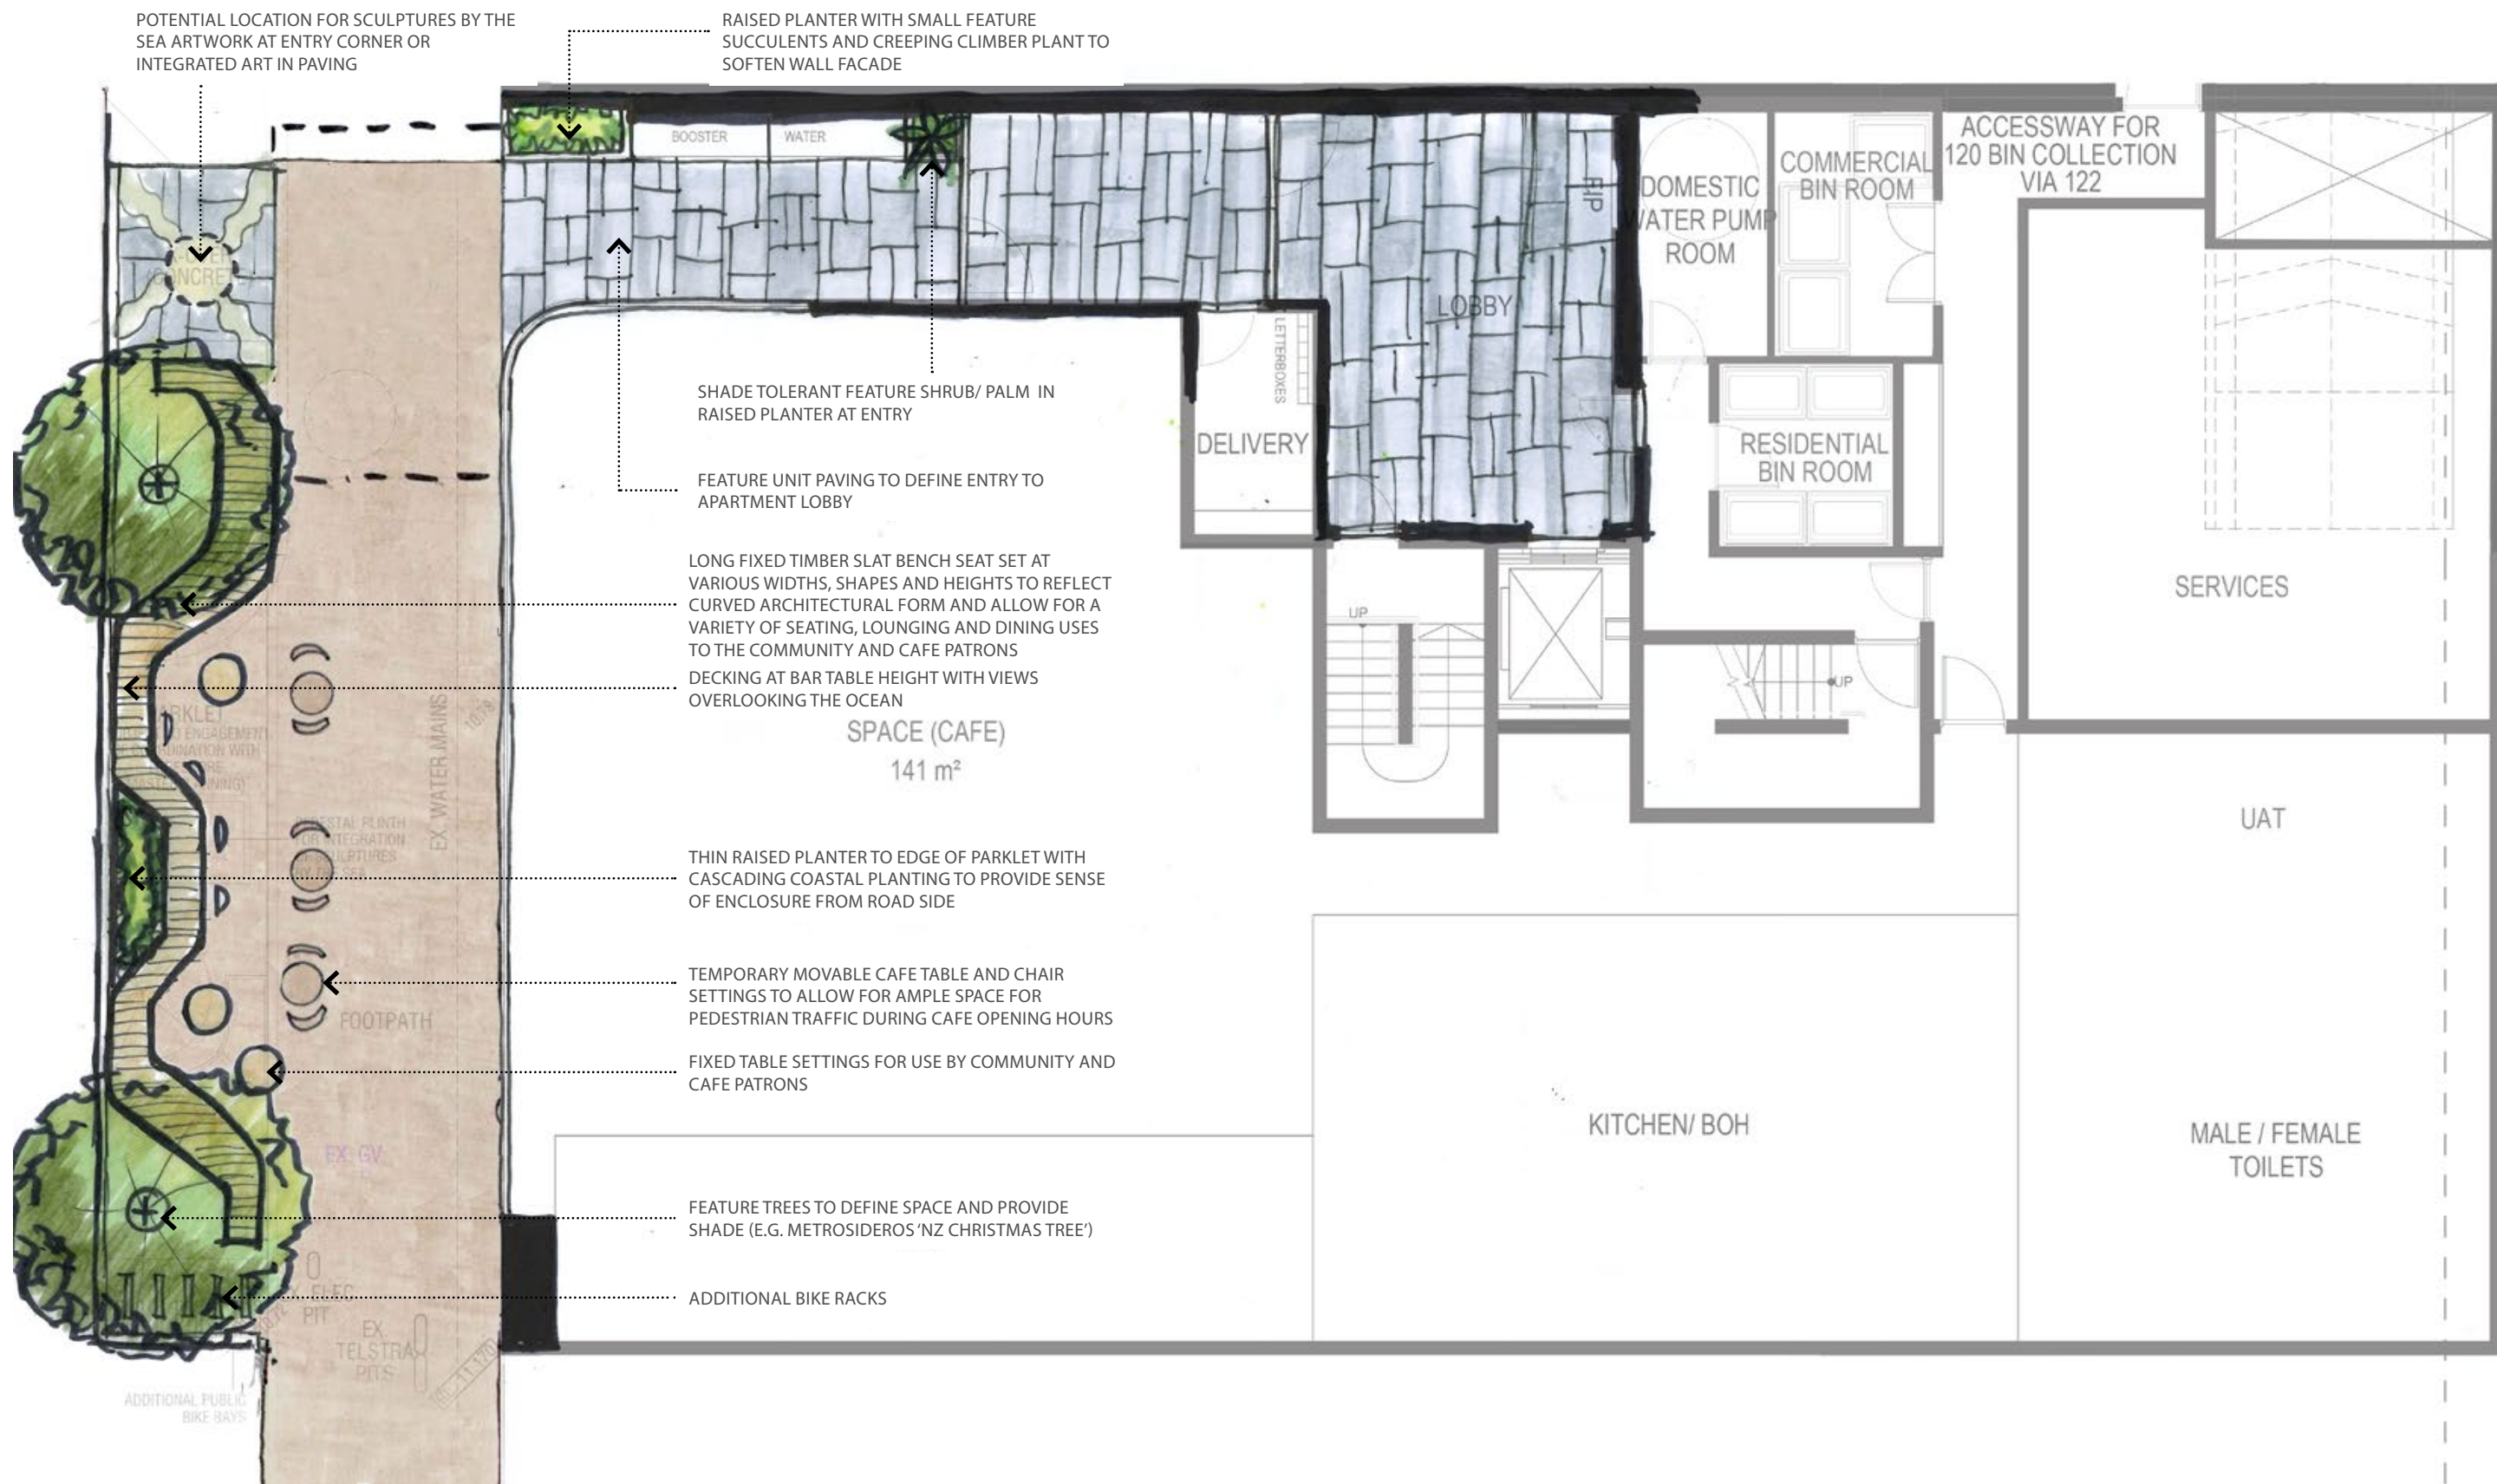 POTENTIAL LOCATION FOR SCULPTURES BY THE
SEA ARTWORK AT ENTRY CORNER OR
INTEGRATED ART IN PAVING
RAISED PLANTER WITH SMALL FEATURE
SUCCULENTS AND CREEPING CLIMBER PLANT TO
SOFTEN WALL FACADE
BOOSTER
WATER
CONCRETE
FIP
DOMESTIC
WATER PUMP
ROOM
COMMERCIAL
BIN ROOM
ACCESSWAY FOR
120 BIN COLLECTION
VIA 122
LOBBY
LETTERBOXES
DELIVERY
RESIDENTIAL
BIN ROOM
SERVICES
SHADE TOLERANT FEATURE SHRUB/ PALM IN
RAISED PLANTER AT ENTRY
FEATURE UNIT PAVING TO DEFINE ENTRY TO
APARTMENT LOBBY
LONG FIXED TIMBER SLAT BENCH SEAT SET AT
VARIOUS WIDTHS, SHAPES AND HEIGHTS TO REFLECT
CURVED ARCHITECTURAL FORM AND ALLOW FOR A
VARIETY OF SEATING, LOUNGING AND DINING USES
TO THE COMMUNITY AND CAFE PATRONS
DECKING AT BAR TABLE HEIGHT WITH VIEWS
OVERLOOKING THE OCEAN
UP
UP
SPACE (CAFE)
141 m²
EX. WATER MAINS
UAT
THIN RAISED PLANTER TO EDGE OF PARKLET WITH
CASCADING COASTAL PLANTING TO PROVIDE SENSE
OF ENCLOSURE FROM ROAD SIDE
TEMPORARY MOVABLE CAFE TABLE AND CHAIR
SETTINGS TO ALLOW FOR AMPLE SPACE FOR
PEDESTRIAN TRAFFIC DURING CAFE OPENING HOURS
FOOTPATH
FIXED TABLE SETTINGS FOR USE BY COMMUNITY AND
CAFE PATRONS
KITCHEN/ BOH
MALE / FEMALE
TOILETS
EX. GV
FEATURE TREES TO DEFINE SPACE AND PROVIDE
SHADE (E.G. METROSIDEROS ‘NZ CHRISTMAS TREE’)
ADDITIONAL BIKE RACKS
ELEC
PIT
EX
TELSTRA
PITS
ADDITIONAL PUBLIC
BIKE BAYS